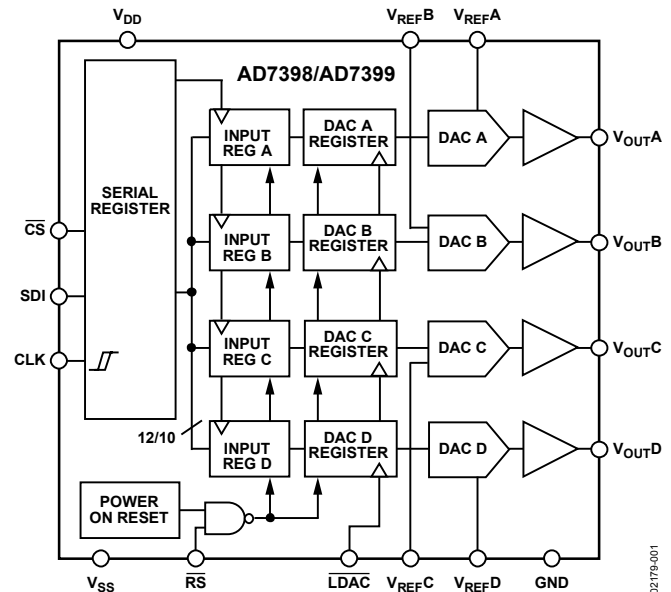 VDD
VREFB VREFA
AD7398/AD7399
SERIAL
REGISTER
INPUT
REG A
DAC A
REGISTER
DAC A
VOUTA
CS
INPUT
REG B
DAC B
REGISTER
DAC B
VOUTB
SDI
CLK
INPUT
REG C
DAC C
REGISTER
DAC C
VOUTC
12/10
INPUT
REG D
DAC D
REGISTER
DAC D
VOUTD
POWER
ON RESET
VSS RS LDAC VREFC VREFD GND
02179-001